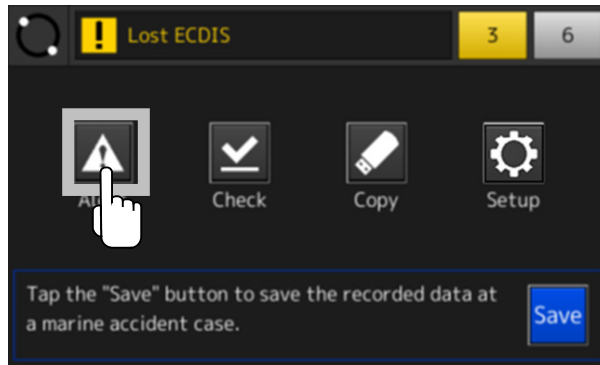 Lost ECDIS
3
6
Check
Copy
Setup
Tap the "Save" button to save the recorded data at
a marine accident case.
Save